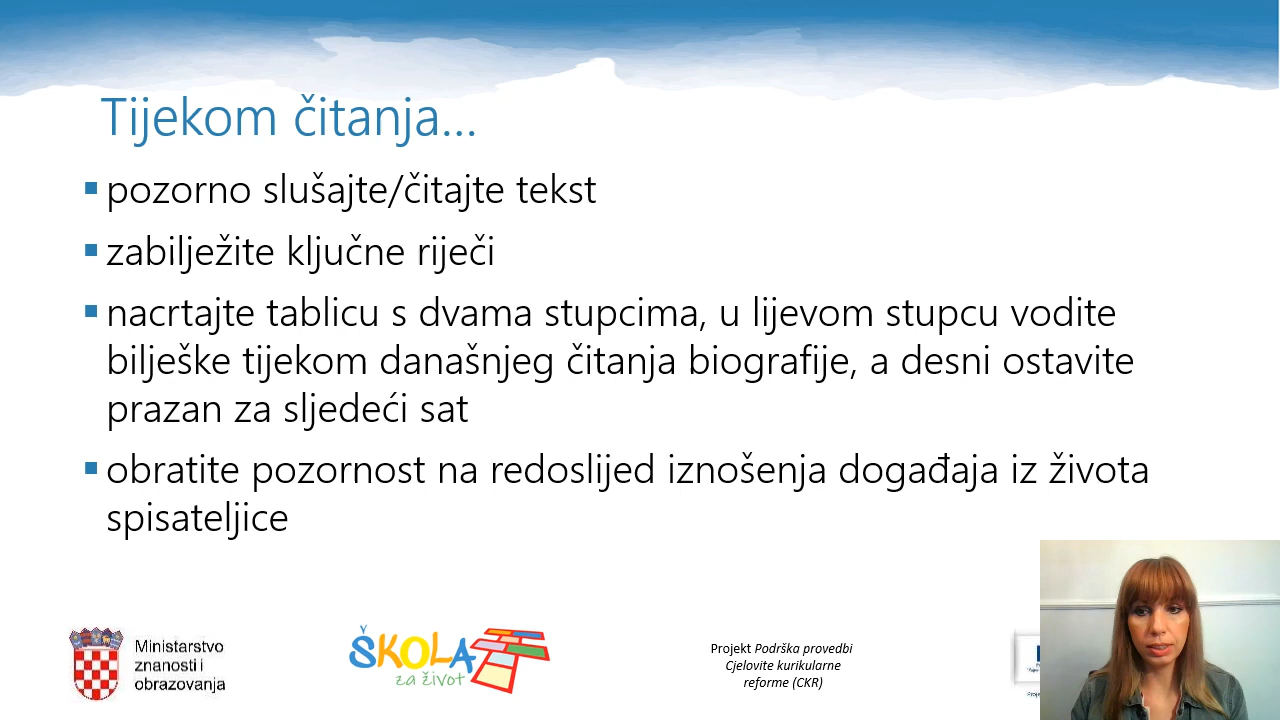 Tijekom čitanja...
pozorno slušajte/čitajte tekst
zabilježite ključne riječi
nacrtajte tablicu s dvama stupcima, u lijevom stupcu vodite
bilješke tijekom današnjeg čitanja biografije, a desni ostavite
prazan za sljedeći sat
obratite pozornost na redoslijed iznošenja događaja iz života
spisateljice
Ministarstvo
znanosti i
obrazovanja
ŠKOLA
za život
Projekt Podrška provedbi
Cjelovite kurikularne
reforme (CKR)